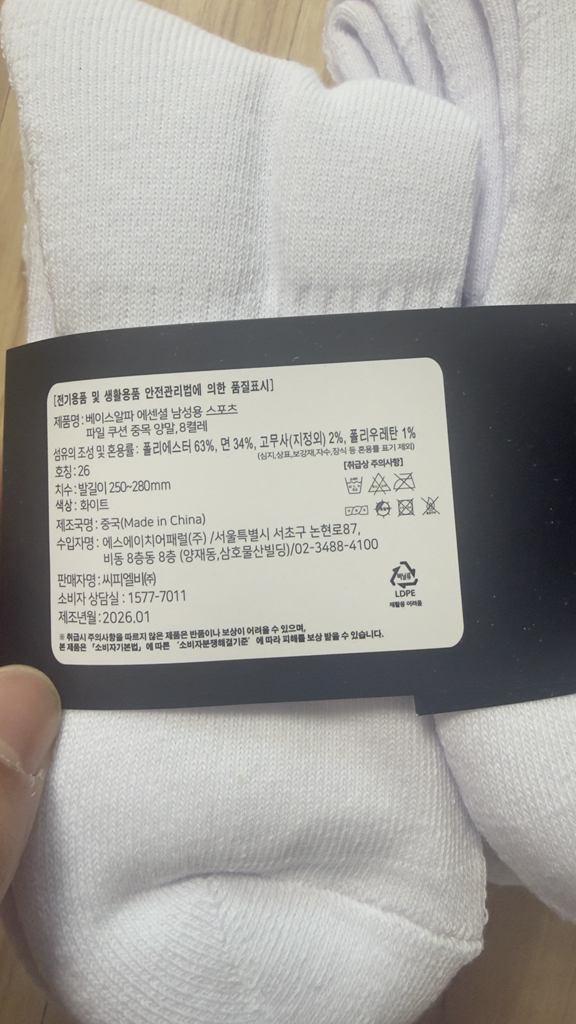 [전기용품 및 생활용품 안전관리법에 의한 품질표시]
제품명 : 베이스알파 에센셜 남성용 스포츠
파일 쿠션 중목 양말, 8켤레
섬유의 조성 및 혼용률 : 폴리에스터 63%, 면 34%, 고무사(지정외) 2%, 폴리우레탄 1%
(심지,상표,보강재,자수,장식 등 혼용률 표기 제외)
호칭 : 26
[취급상 주의사항]
치수 : 발길이 250~280mm
색상 : 화이트
제조국명 : 중국(Made in China)
수입자명 : 에스에이치어패럴(주) /서울특별시 서초구 논현로87,
비동 8층동 8층 (양재동,삼호물산빌딩)/02-3488-4100
판매자명 : 씨피엘비㈜
소비자 상담실 : 1577-7011
제조년월 : 2026.01
비닐류
LDPE
재활용 어려움
※ 취급시 주의사항을 따르지 않은 제품은 반품이나 보상이 어려울 수 있으며,
본 제품은 「소비자기본법」에 따른 '소비자분쟁해결기준' 에 따라 피해를 보상 받을 수 있습니다.